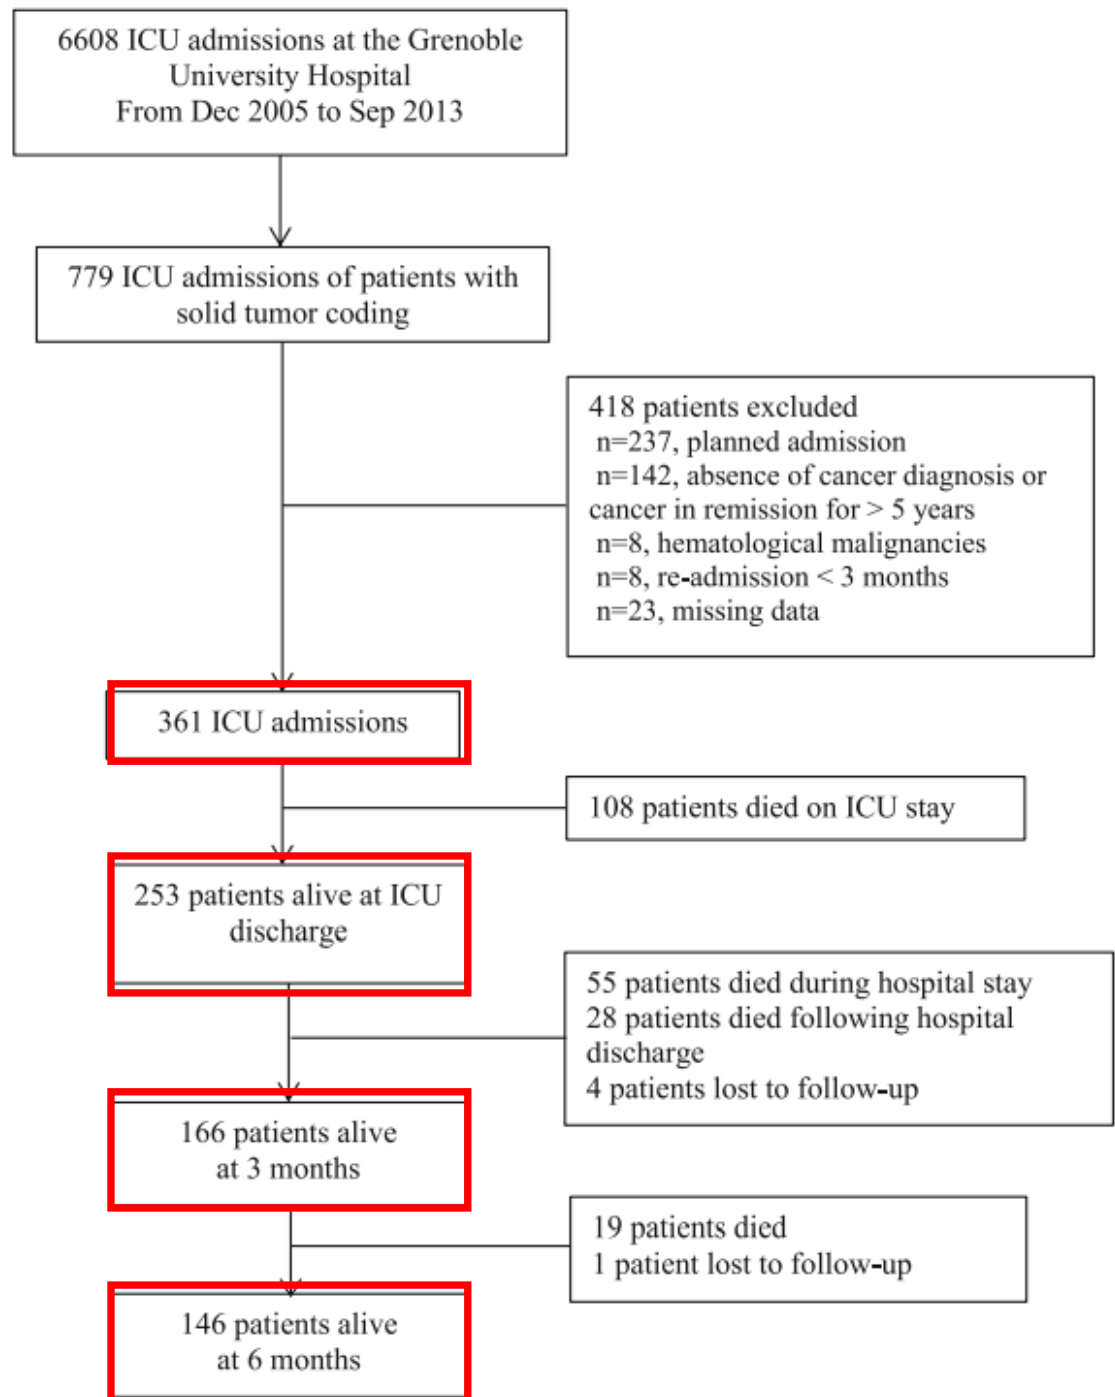 6608 ICU admissions at the Grenoble
University Hospital
From Dec 2005 to Sep 2013
779 ICU admissions of patients with
solid tumor coding
418 patients excluded
n=237, planned admission
n=142, absence of cancer diagnosis or
cancer in remission for > 5 years
n=8, hematological malignancies
n=8, re-admission < 3 months
n=23, missing data
361 ICU admissions
108 patients died on ICU stay
253 patients alive at ICU
discharge
55 patients died during hospital stay
28 patients died following hospital
discharge
4 patients lost to follow-up
166 patients alive
at 3 months
19 patients died
1 patient lost to follow-up
146 patients alive
at 6 months